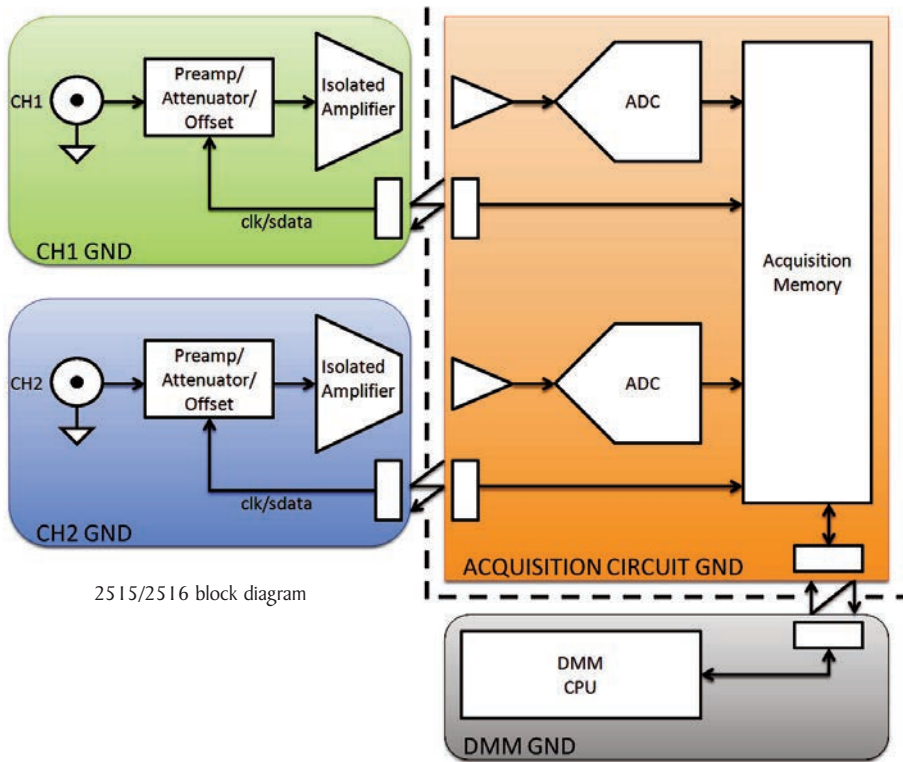 CH1
Preamp/
Attenuator/
Offset
Isolated
Amplifier
clk/sdata
CH1 GND
ADC
Acquisition
Memory
CH2
Preamp/
Attenuator/
Offset
Isolated
Amplifier
clk/sdata
CH2 GND
ADC
ACQUISITION CIRCUIT GND
2515/2516 block diagram
DMM
CPU
DMM GND